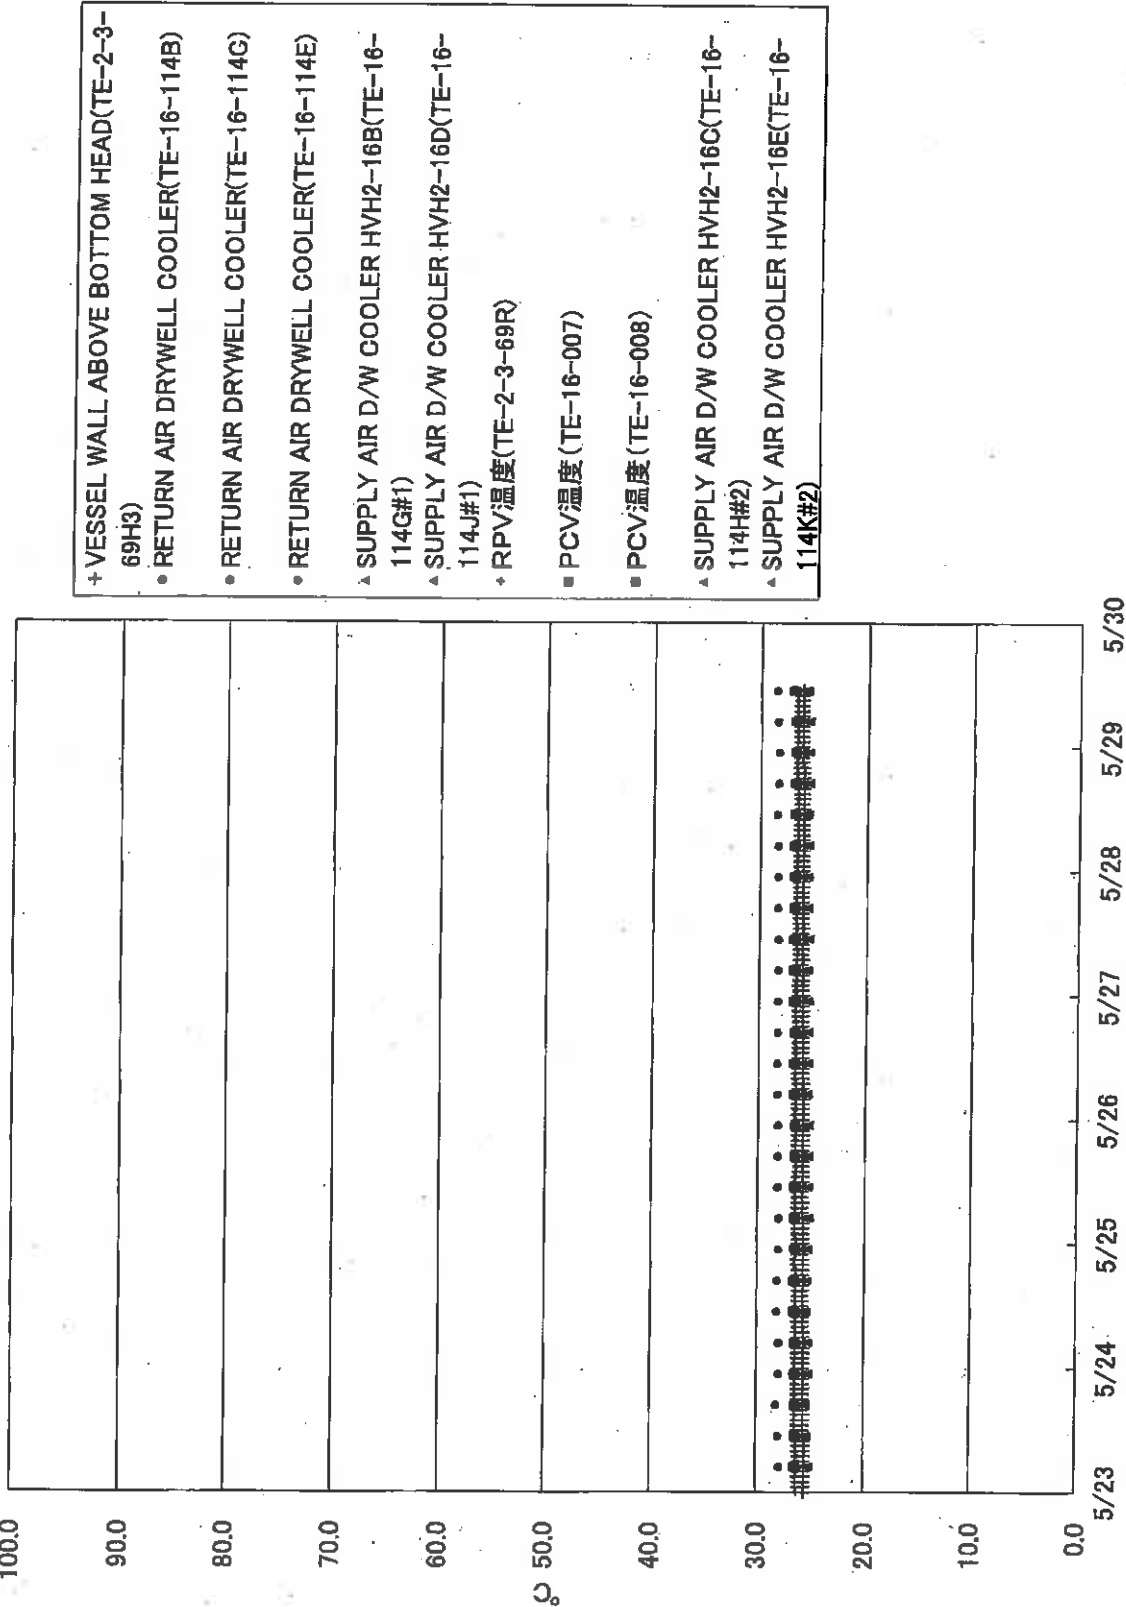 100.0
90.0
80.0
70.0
60.0
50.0
40.0
30.0
20.0
10.0
0.0
°C
5/23
5/24
5/25
5/26
5/27
5/28
5/29
5/30
+VESSEL WALL ABOVE BOTTOM HEAD(TE-2-3-
69H3)
RETURN AIR DRYWELL COOLER(TE-16-114B)
RETURN AIR DRYWELL COOLER(TE-16-114C)
RETURN AIR DRYWELL COOLER(TE-16-114E)
SUPPLY AIR D/W COOLER HVH2-16B(TE-16-
114G#1)
SUPPLY AIR D/W COOLER HVH2-16D(TE-16-
114J#1)
RPV温度(TE-2-3-69R)
PCV温度(TE-16-007)
PCV温度(TE-16-008)
SUPPLY AIR D/W COOLER HVH2-16C(TE-16-
114H#2)
SUPPLY AIR D/W COOLER HVH2-16E(TE-16-
114K#2)